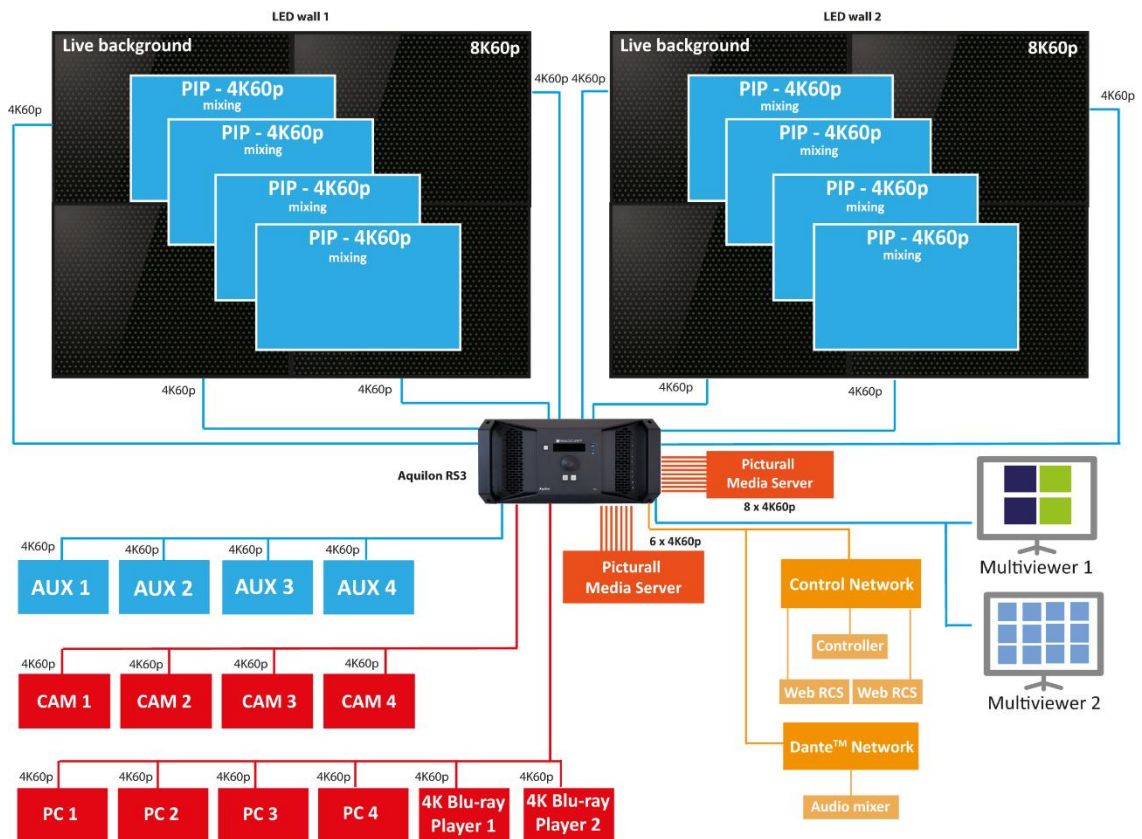 LED wall 1
LED wall 2
Live background
8K60p
Live background
8K60p
PIP - 4K60p
mixing
PIP - 4K60p
mixing
PIP - 4K60p
mixing
PIP - 4K60p
mixing
PIP - 4K60p
mixing
PIP - 4K60p
mixing
PIP - 4K60p
mixing
PIP - 4K60p
mixing
4K60p
4K60p
4K60p
4K60p
4K60p
4K60p
4K60p
4K60p
Aquilon RS3
Picturall
Media Server
8 x 4K60p
6 x 4K60p
Picturall
Media Server
Multiviewer 1
Control Network
Controller
Web RCS
Web RCS
Multiviewer 2
Dante™ Network
Audio mixer
4K60p
4K60p
4K60p
4K60p
AUX 1
AUX 2
AUX 3
AUX 4
4K60p
4K60p
4K60p
4K60p
CAM 1
CAM 2
CAM 3
CAM 4
4K60p
4K60p
4K60p
4K60p
4K60p
4K60p
PC 1
PC 2
PC 3
PC 4
4K Blu-ray
Player 1
4K Blu-ray
Player 2